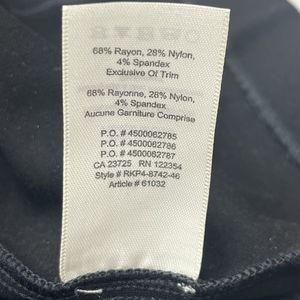 68% Rayon, 28% Nylon,
4% Spandex
Exclusive Of Trim
68% Rayonne, 28% Nylon,
4% Spandex
Aucune Garniture Comprise
P.O. # 4500062785
P.O. # 4500062786
P.O. # 4500062787
CA 23725 RN 122354
Style # RKP4-8742-46
Article # 61032